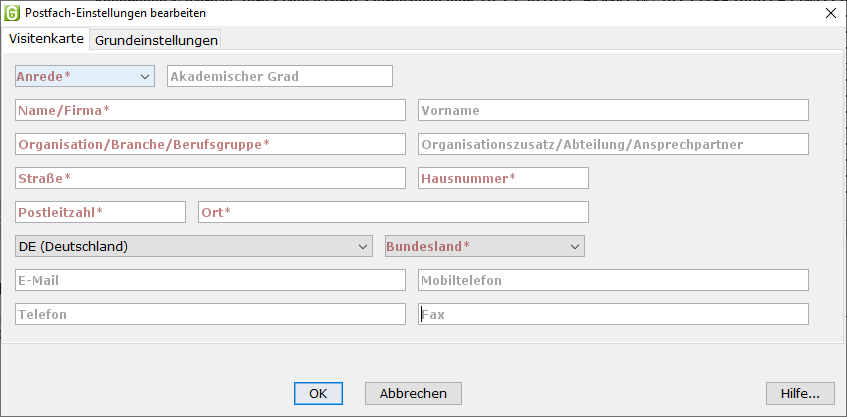 Postfach-Einstellungen bearbeiten
Visitenkarte Grundeinstellungen
Anrede* Akademischer Grad
Name/Firma* Vorname
Organisation/Branche/Berufsgruppe* Organisationszusatz/Abteilung/Ansprechpartner
Straße* Hausnummer*
Postleitzahl* Ort*
DE (Deutschland) Bundesland*
E-Mail Mobiltelefon
Telefon Fax
OK Abbrechen Hilfe...